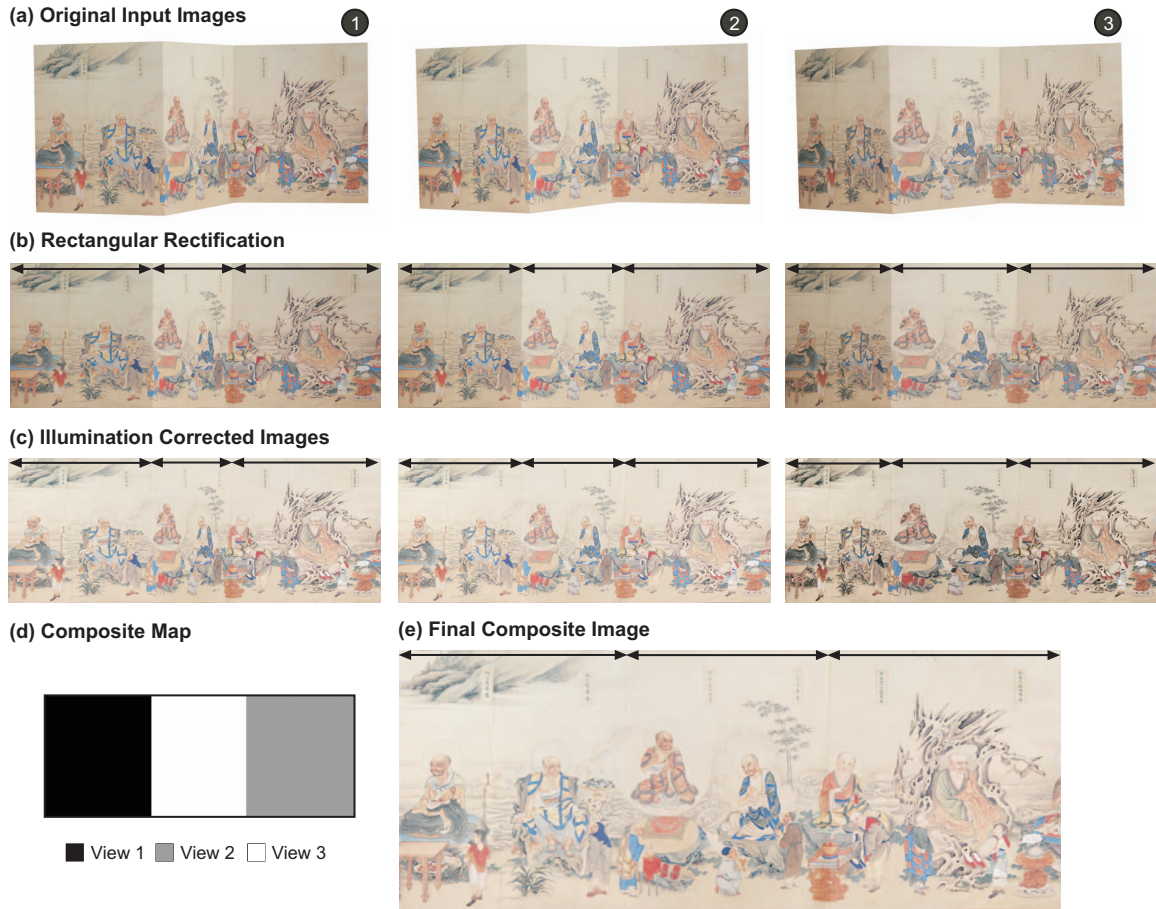 (a) Original Input Images
1
2
3
(b) Rectangular Rectification
(c) Illumination Corrected Images
(d) Composite Map
(e) Final Composite Image
View 1
View 2
View 3